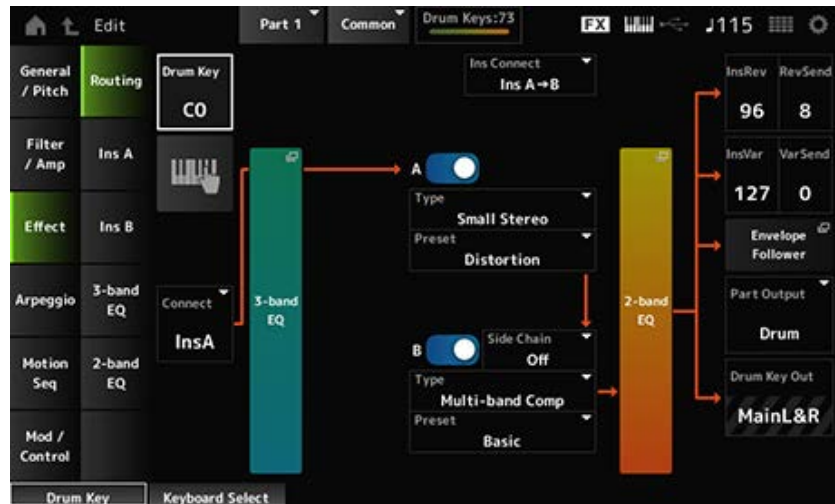 Edit
Part 1
Common
Drum Keys:73
FX
♩115
General
/ Pitch
Routing
Drum Key
C0
Ins Connect
Ins A→B
InsRev
RevSend
96
8
Filter
/ Amp
Ins A
A
InsVar
VarSend
127
0
Type
Small Stereo
Effect
Ins B
Preset
Distortion
Envelope
Follower
Arpeggio
3-band
EQ
Connect
InsA
3-band
EQ
2-band
EQ
Part Output
Drum
B
Side Chain
Off
Motion
Seq
2-band
EQ
Type
Multi-band Comp
Drum Key Out
MainL&R
Preset
Basic
Mod /
Control
Drum Key
Keyboard Select